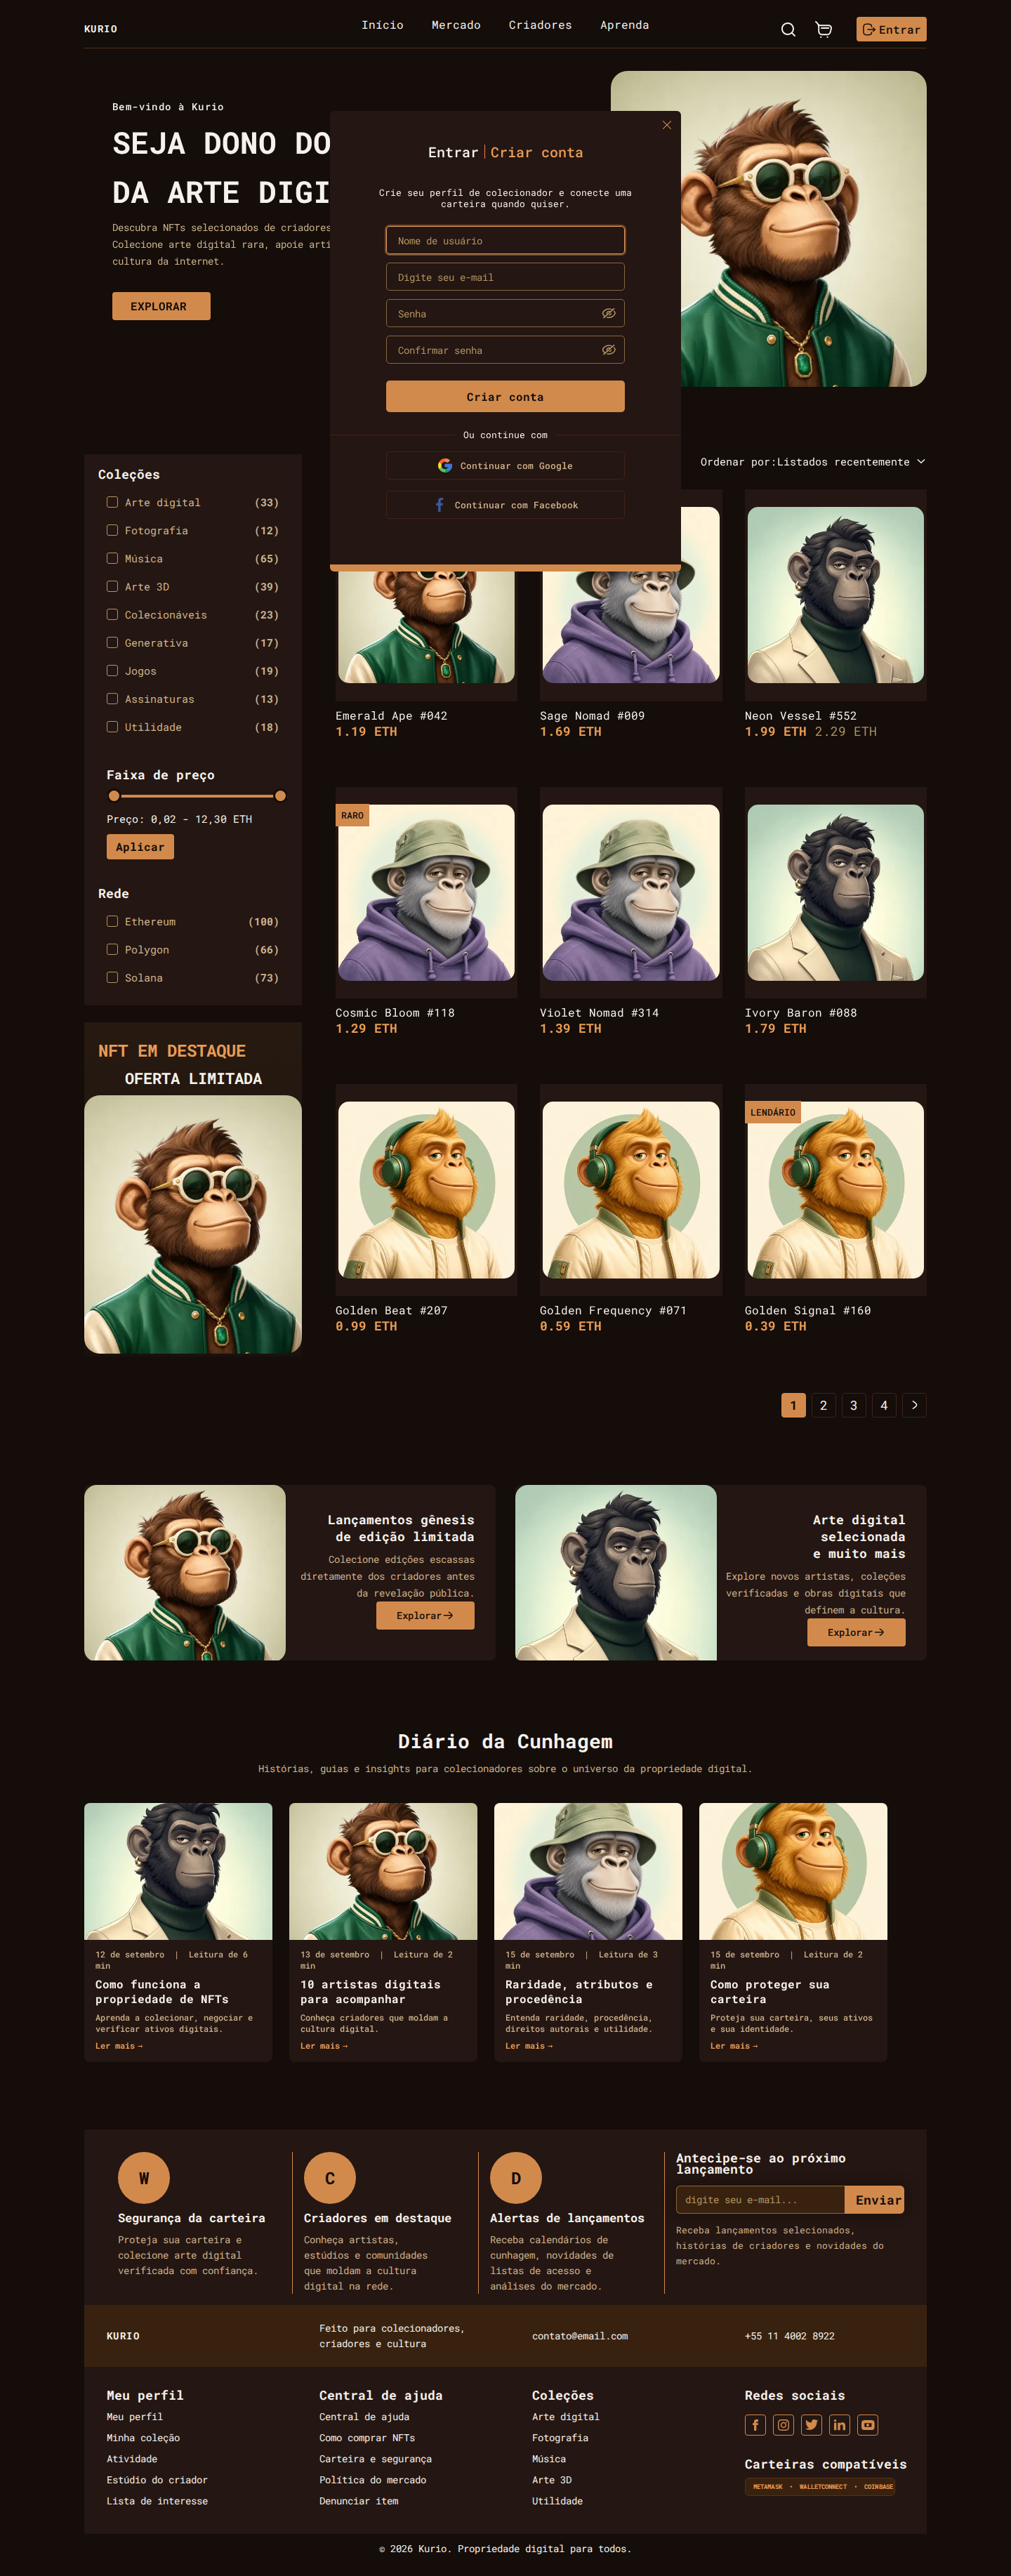 KURIO
Início
Mercado
Criadores
Aprenda
Entrar
Bem-vindo à Kurio
SEJA DONO DO
DA ARTE DIGI
Descubra NFTs selecionados de criadores
Colecione arte digital rara, apoie arti
cultura da internet.
EXPLORAR
Entrar | Criar conta
Crie seu perfil de colecionador e conecte uma
carteira quando quiser.
Nome de usuário
Digite seu e-mail
Senha
Confirmar senha
Criar conta
Ou continue com
Continuar com Google
Continuar com Facebook
Ordenar por:Listados recentemente
Coleções
Arte digital (33)
Fotografia (12)
Música (65)
Arte 3D (39)
Colecionáveis (23)
Generativa (17)
Jogos (19)
Assinaturas (13)
Utilidade (18)
Faixa de preço
Preço: 0,02 - 12,30 ETH
Aplicar
Rede
Ethereum (100)
Polygon (66)
Solana (73)
NFT EM DESTAQUE
OFERTA LIMITADA
Emerald Ape #042
1.19 ETH
Sage Nomad #009
1.69 ETH
Neon Vessel #552
1.99 ETH 2.29 ETH
RARO
Cosmic Bloom #118
1.29 ETH
Violet Nomad #314
1.39 ETH
Ivory Baron #088
1.79 ETH
Golden Beat #207
0.99 ETH
Golden Frequency #071
0.59 ETH
LENDÁRIO
Golden Signal #160
0.39 ETH
1 2 3 4
Lançamentos gênesis
de edição limitada
Colecione edições escassas
diretamente dos criadores antes
da revelação pública.
Explorar→
Arte digital
selecionada
e muito mais
Explore novos artistas, coleções
verificadas e obras digitais que
definem a cultura.
Explorar→
Diário da Cunhagem
Histórias, guias e insights para colecionadores sobre o universo da propriedade digital.
12 de setembro | Leitura de 6
min
Como funciona a
propriedade de NFTs
Aprenda a colecionar, negociar e
verificar ativos digitais.
Ler mais→
13 de setembro | Leitura de 2
min
10 artistas digitais
para acompanhar
Conheça criadores que moldam a
cultura digital.
Ler mais→
15 de setembro | Leitura de 3
min
Raridade, atributos e
procedência
Entenda raridade, procedência,
direitos autorais e utilidade.
Ler mais→
15 de setembro | Leitura de 2
min
Como proteger sua
carteira
Proteja sua carteira, seus ativos
e sua identidade.
Ler mais→
W
Segurança da carteira
Proteja sua carteira e
colecione arte digital
verificada com confiança.
C
Criadores em destaque
Conheça artistas,
estúdios e comunidades
que moldam a cultura
digital na rede.
D
Alertas de lançamentos
Receba calendários de
cunhagem, novidades de
listas de acesso e
análises do mercado.
Antecipe-se ao próximo
lançamento
digite seu e-mail...
Enviar
Receba lançamentos selecionados,
histórias de criadores e novidades do
mercado.
KURIO
Feito para colecionadores,
criadores e cultura
contato@email.com
+55 11 4002 8922
Meu perfil
Meu perfil
Minha coleção
Atividade
Estúdio do criador
Lista de interesse
Central de ajuda
Central de ajuda
Como comprar NFTs
Carteira e segurança
Política do mercado
Denunciar item
Coleções
Arte digital
Fotografia
Música
Arte 3D
Utilidade
Redes sociais
Carteiras compatíveis
METAMASK • WALLETCONNECT • COINBASE
© 2026 Kurio. Propriedade digital para todos.